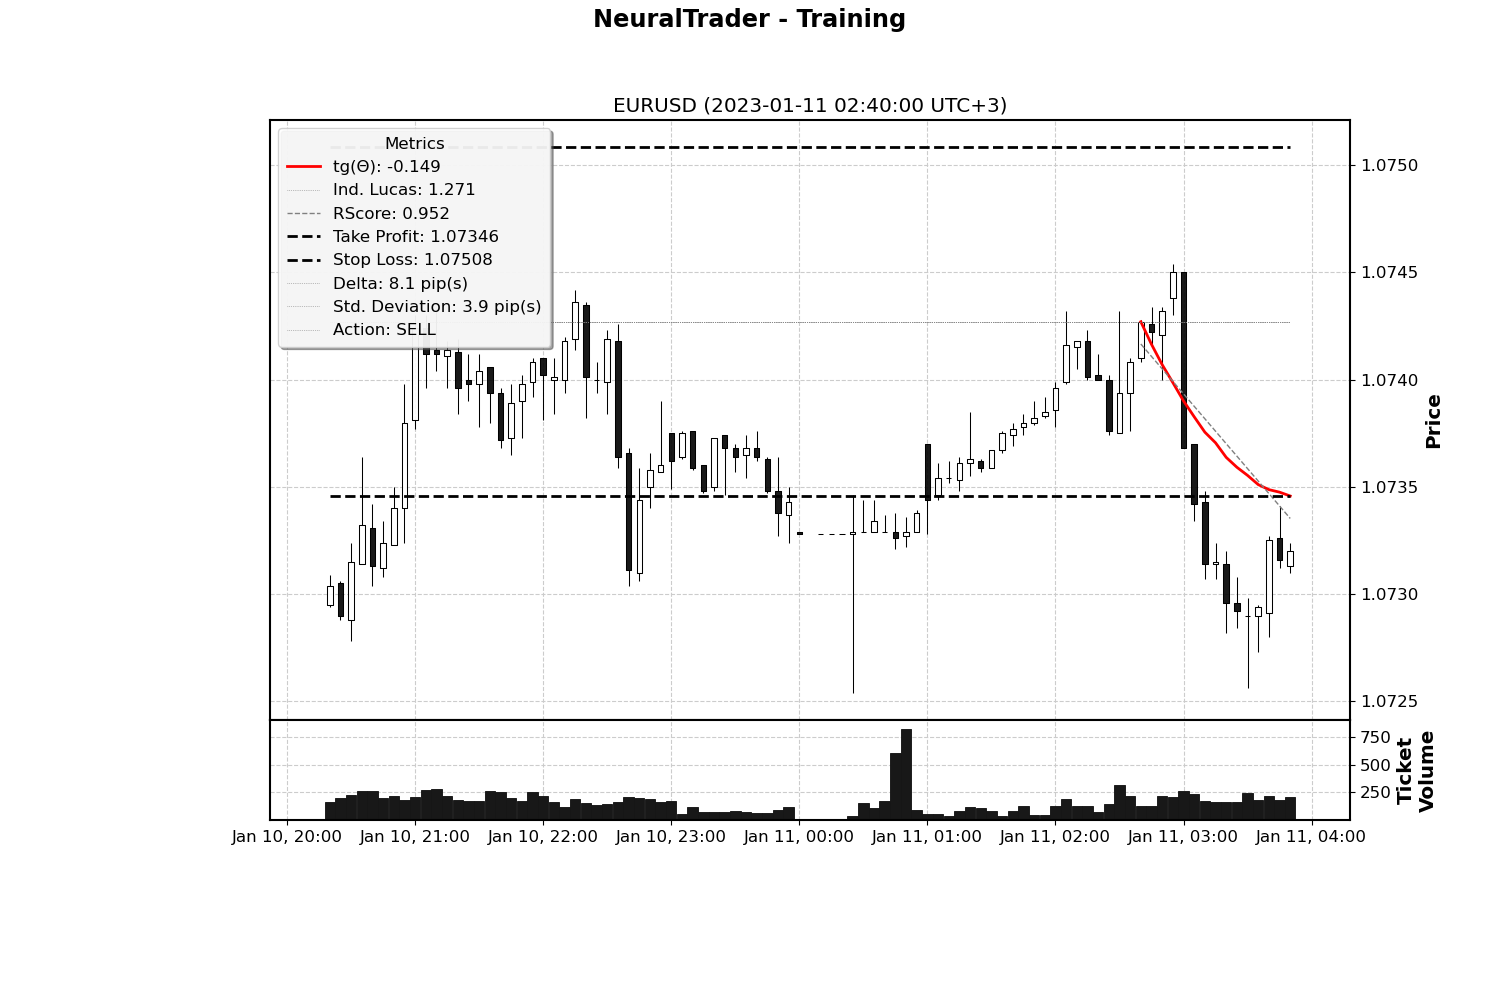 NeuralTrader - Training
EURUSD (2023-01-11 02:40:00 UTC+3)
Metrics
tg(Θ): -0.149
Ind. Lucas: 1.271
RScore: 0.952
Take Profit: 1.07346
Stop Loss: 1.07508
Delta: 8.1 pip(s)
Std. Deviation: 3.9 pip(s)
Action: SELL
1.0750
1.0745
1.0740
1.0735
1.0730
1.0725
Price
750
500
250
Ticket
Volume
Jan 10, 20:00
Jan 10, 21:00
Jan 10, 22:00
Jan 10, 23:00
Jan 11, 00:00
Jan 11, 01:00
Jan 11, 02:00
Jan 11, 03:00
Jan 11, 04:00